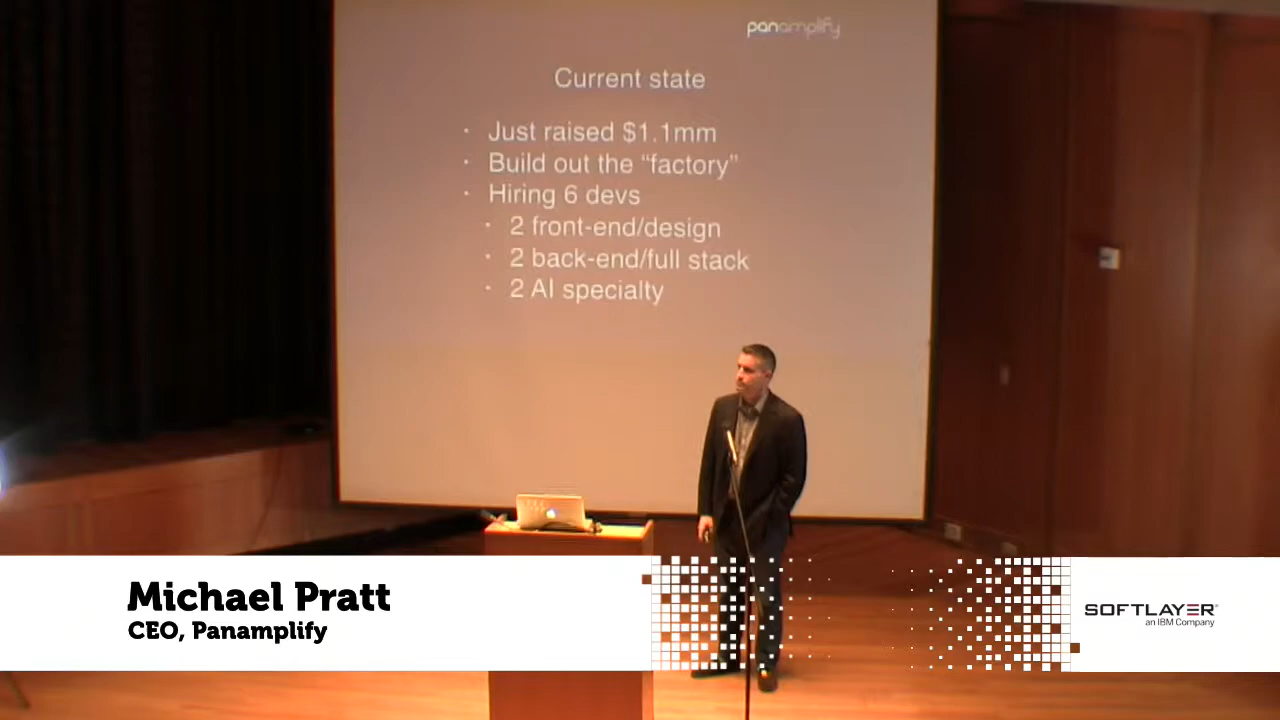 panamplify
Current state
· Just raised $1.1mm
· Build out the “factory”
· Hiring 6 devs
· 2 front-end/design
· 2 back-end/full stack
· 2 AI specialty
Michael Pratt
CEO, Panamplify
SOFTLAYER
an IBM Company